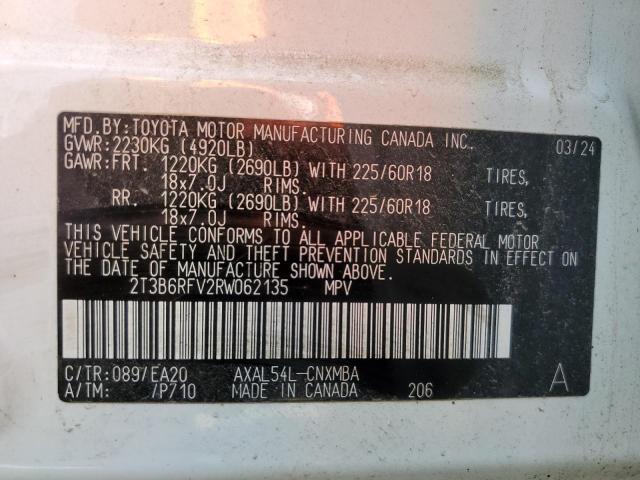 MFD.BY:TOYOTA MOTOR MANUFACTURING CANADA INC. 03/24
GVWR:2230KG (4920LB)
GAWR:FRT. 1220KG (2690LB) WITH 225/60R18 TIRES,
18x7.0J RIMS.
RR. 1220KG (2690LB) WITH 225/60R18 TIRES,
18x7.0J RIMS.
THIS VEHICLE CONFORMS TO ALL APPLICABLE FEDERAL MOTOR
VEHICLE SAFETY AND THEFT PREVENTION STANDARDS IN EFFECT ON
THE DATE OF MANUFACTURE SHOWN ABOVE.
2T3B6RFV2RW062135 MPV
C/TR:089/EA20 AXAL54L-CNXMBA A
A/TM: /P710 MADE IN CANADA 206